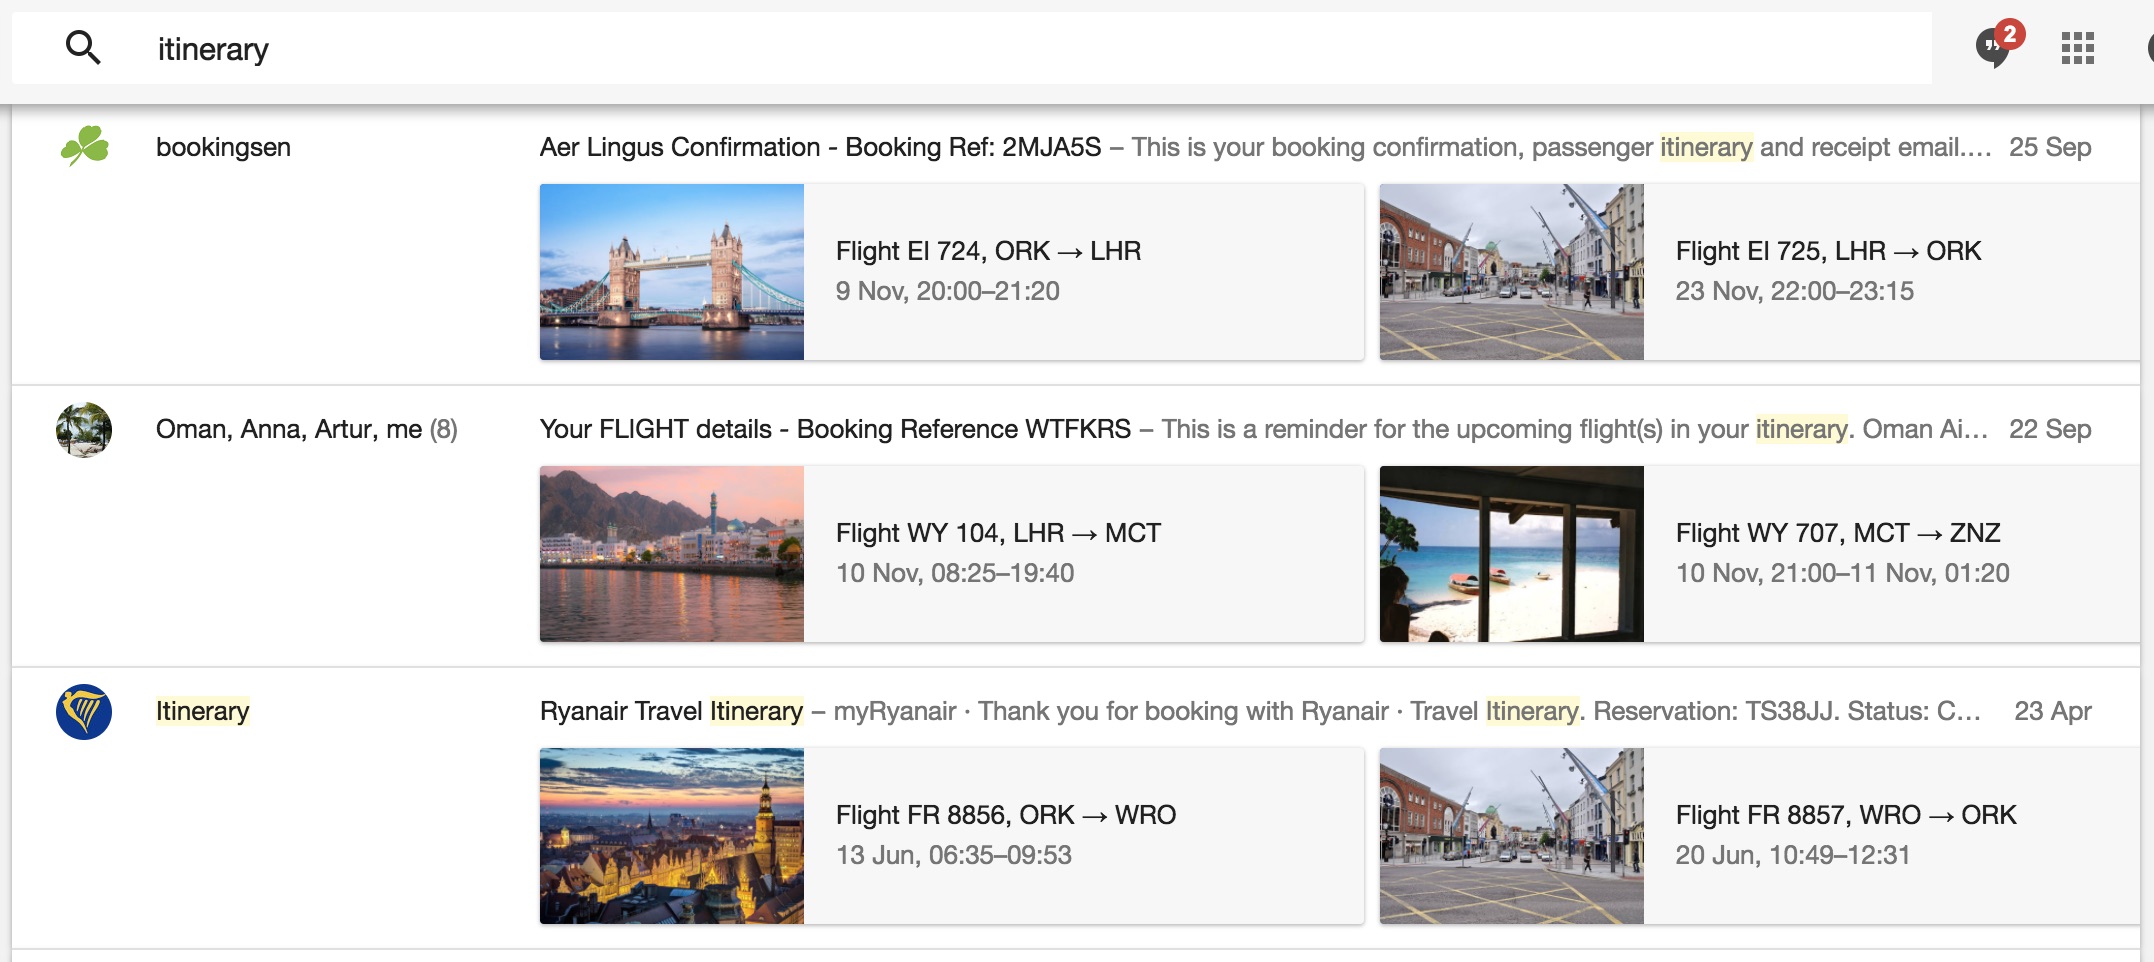 itinerary
2
bookingsen
Aer Lingus Confirmation - Booking Ref: 2MJA5S – This is your booking confirmation, passenger itinerary and receipt email.... 25 Sep
Flight EI 724, ORK → LHR
9 Nov, 20:00–21:20
Flight EI 725, LHR → ORK
23 Nov, 22:00–23:15
Oman, Anna, Artur, me (8)
Your FLIGHT details - Booking Reference WTFKRS – This is a reminder for the upcoming flight(s) in your itinerary. Oman Ai... 22 Sep
Flight WY 104, LHR → MCT
10 Nov, 08:25–19:40
Flight WY 707, MCT → ZNZ
10 Nov, 21:00–11 Nov, 01:20
Itinerary
Ryanair Travel Itinerary – myRyanair · Thank you for booking with Ryanair · Travel Itinerary. Reservation: TS38JJ. Status: C... 23 Apr
Flight FR 8856, ORK → WRO
13 Jun, 06:35–09:53
Flight FR 8857, WRO → ORK
20 Jun, 10:49–12:31